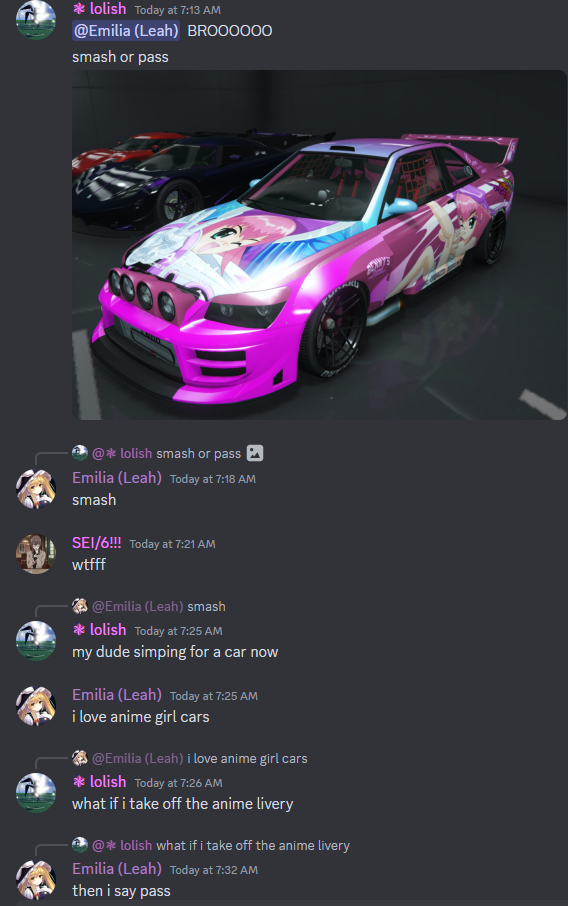 lolish Today at 7:13 AM
@Emilia (Leah) BROOOOOO
smash or pass
BENNY'S
@ lolish smash or pass
Emilia (Leah) Today at 7:18 AM
smash
SEI/6!!! Today at 7:21 AM
wtfff
@Emilia (Leah) smash
lolish Today at 7:25 AM
my dude simping for a car now
Emilia (Leah) Today at 7:25 AM
i love anime girl cars
@Emilia (Leah) i love anime girl cars
lolish Today at 7:26 AM
what if i take off the anime livery
@ lolish what if i take off the anime livery
Emilia (Leah) Today at 7:32 AM
then i say pass